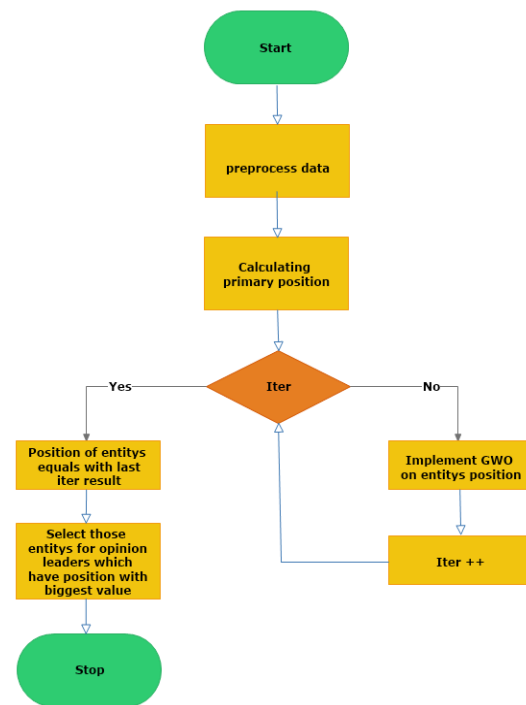 Start
preprocess data
Calculating
primary position
Iter
Yes
No
Position of entitys
equals with last
iter result
Implement GWO
on entitys position
Select those
entitys for opinion
leaders which
have position with
biggest value
Iter ++
Stop